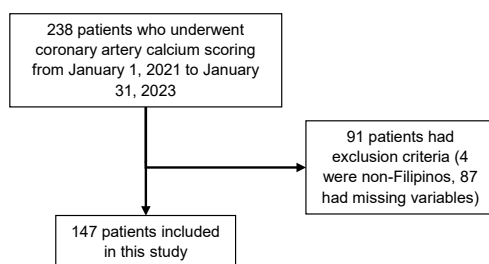 238 patients who underwent
coronary artery calcium scoring
from January 1, 2021 to January
31, 2023
91 patients had
exclusion criteria (4
were non-Filipinos, 87
had missing variables)
147 patients included
in this study